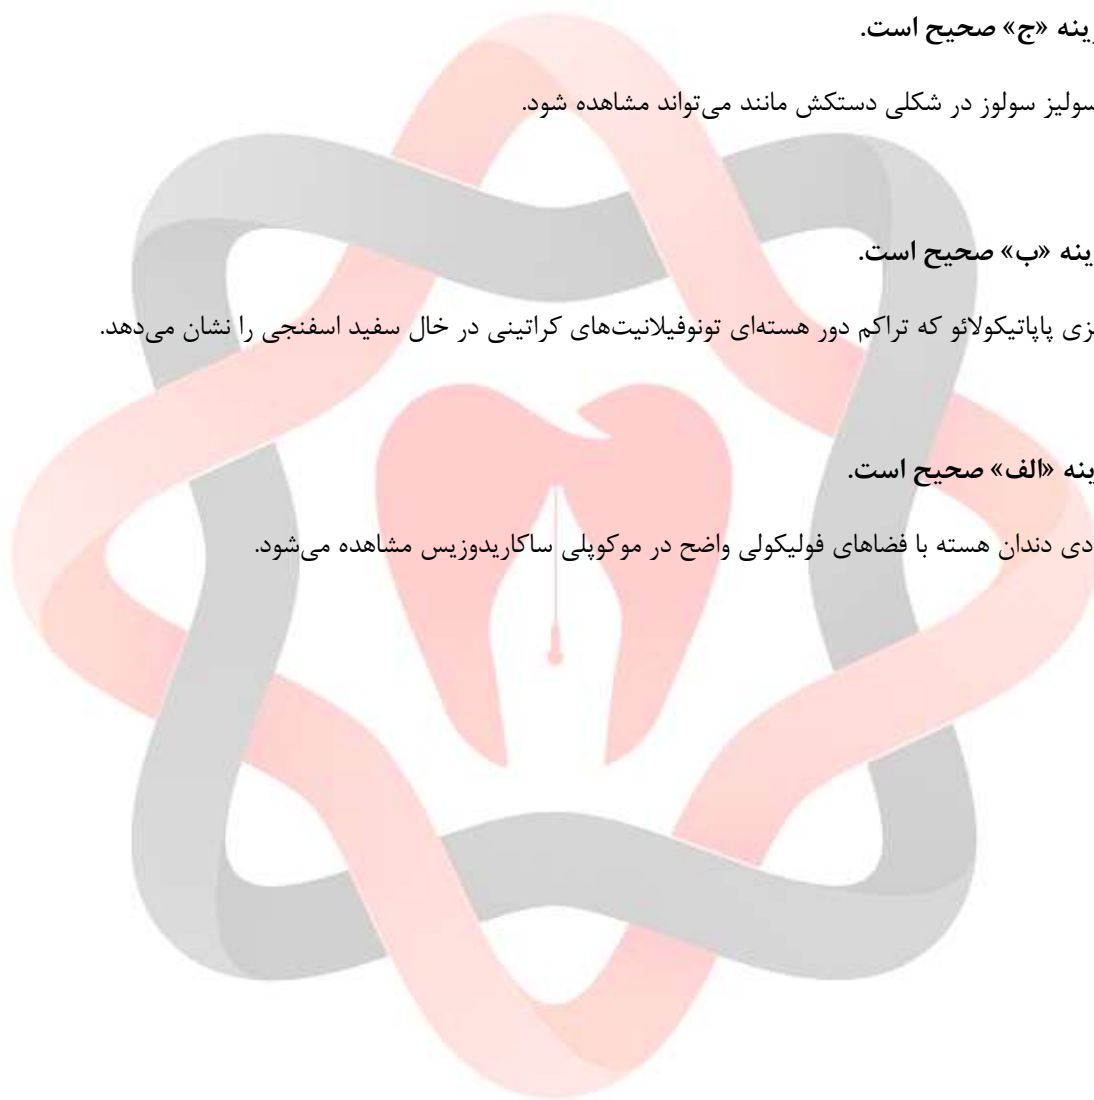 ینه «ج» صحیح است.
سولیز سولوز در شکلی دستکش مانند می‌تواند مشاهده شود.
ینه «ب» صحیح است.
زی پاپاتیکولائو که تراکم دور هسته‌ای تونوفیلانیت‌های کراتینی در خال سفید اسفنجی را نشان می‌دهد.
ینه «الف» صحیح است.
دی دندان هسته با فضاهای فولیکولی واضح در موکوپلی ساکاریدوزیس مشاهده می‌شود.